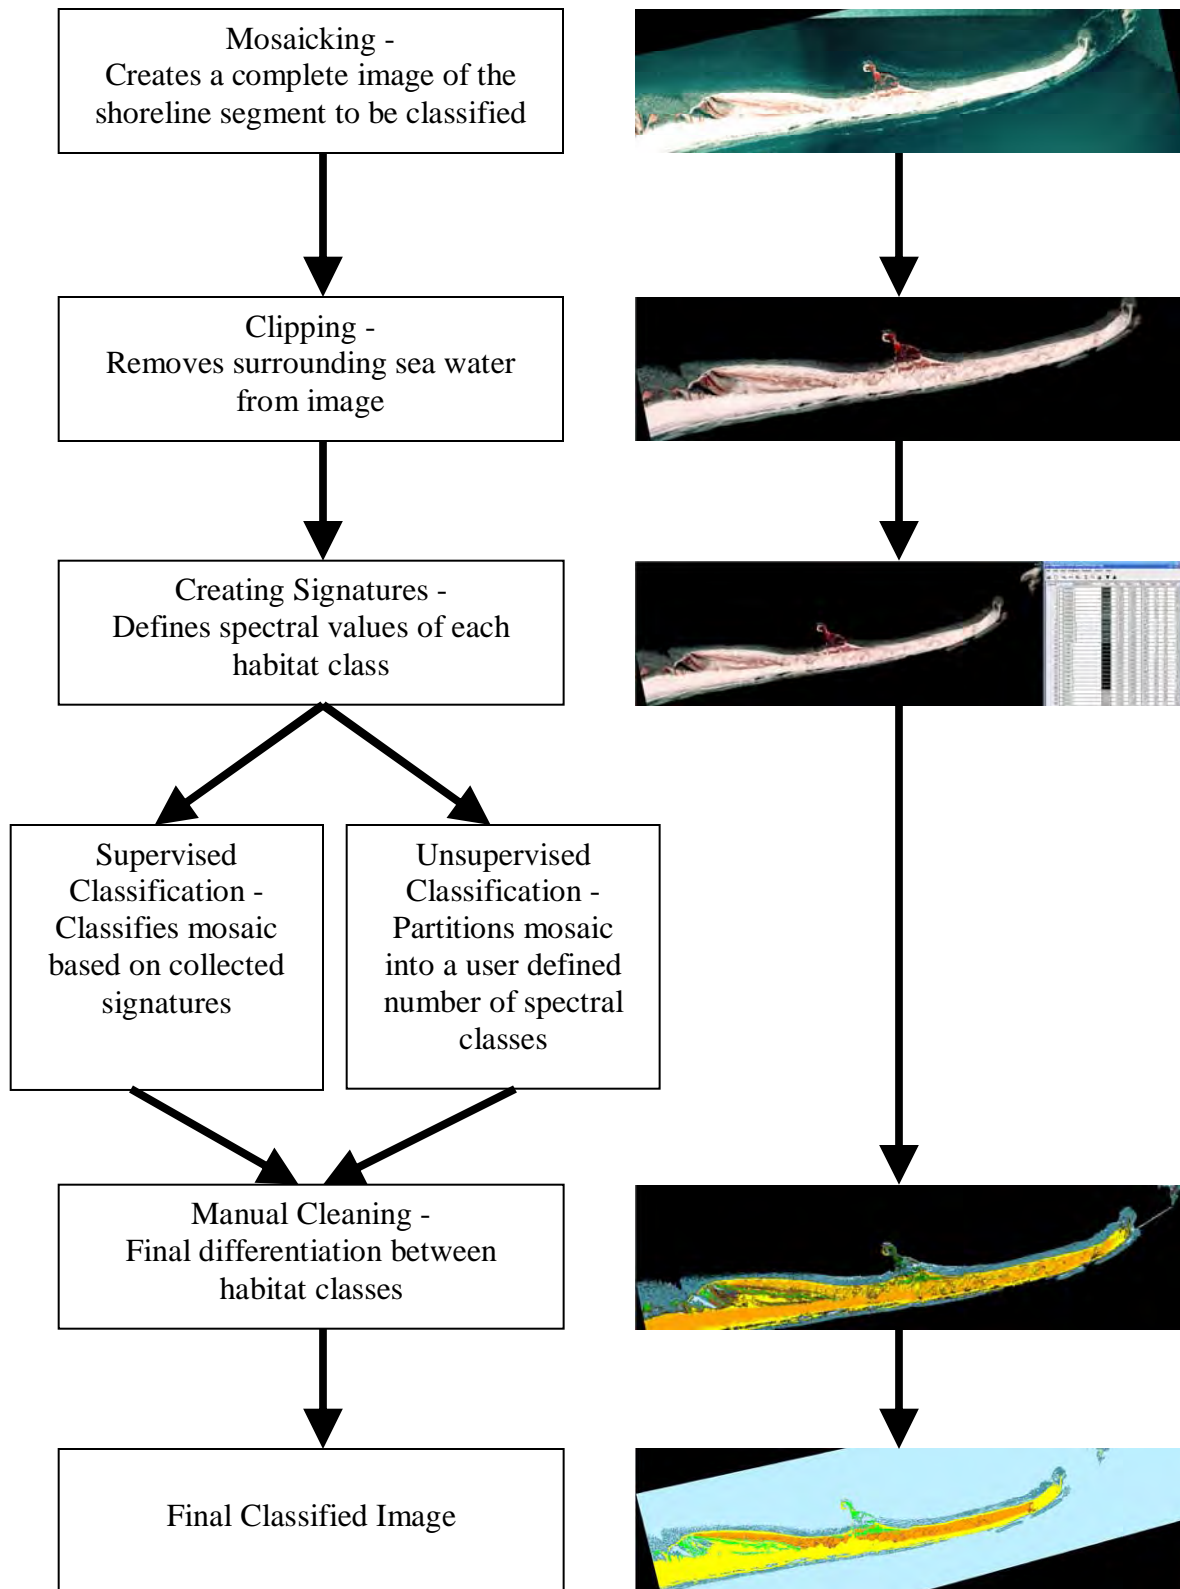 Mosaicking -
Creates a complete image of the
shoreline segment to be classified
Clipping -
Removes surrounding sea water
from image
Creating Signatures -
Defines spectral values of each
habitat class
Supervised
Classification -
Classifies mosaic
based on collected
signatures
Unsupervised
Classification -
Partitions mosaic
into a user defined
number of spectral
classes
Manual Cleaning -
Final differentiation between
habitat classes
Final Classified Image